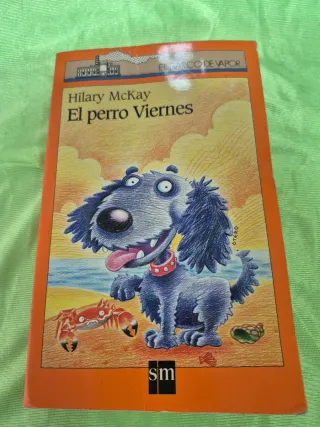 EL BARCO DE VAPOR
Hilary McKay
El perro Viernes
sm